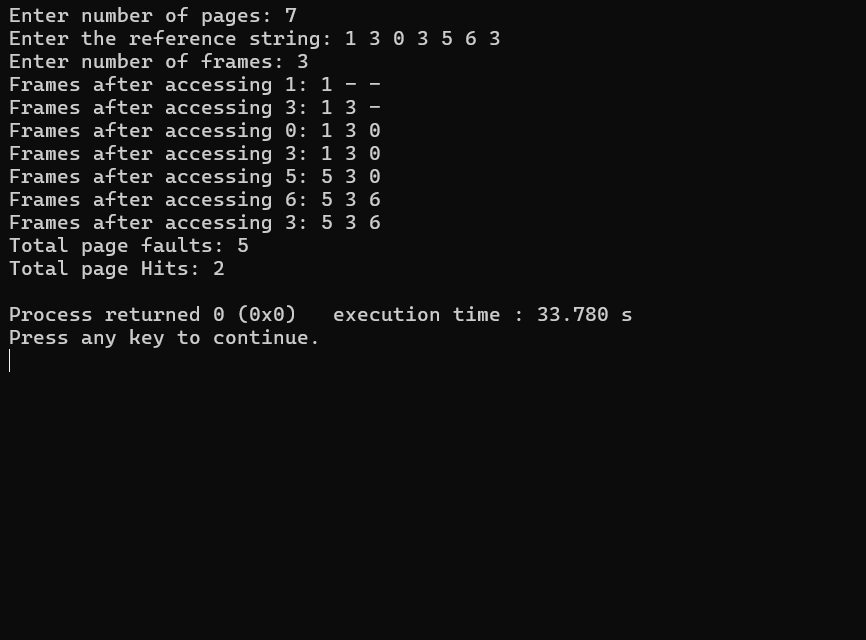 Enter number of pages: 7
Enter the reference string: 1 3 0 3 5 6 3
Enter number of frames: 3
Frames after accessing 1: 1 - -
Frames after accessing 3: 1 3 -
Frames after accessing 0: 1 3 0
Frames after accessing 3: 1 3 0
Frames after accessing 5: 5 3 0
Frames after accessing 6: 5 3 6
Frames after accessing 3: 5 3 6
Total page faults: 5
Total page Hits: 2

Process returned 0 (0x0)   execution time : 33.780 s
Press any key to continue.